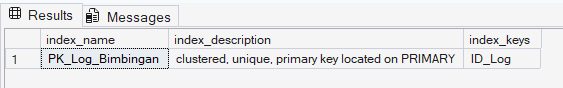 Results Messages
index_name index_description index_keys
1 PK_Log_Bimbingan clustered, unique, primary key located on PRIMARY ID_Log